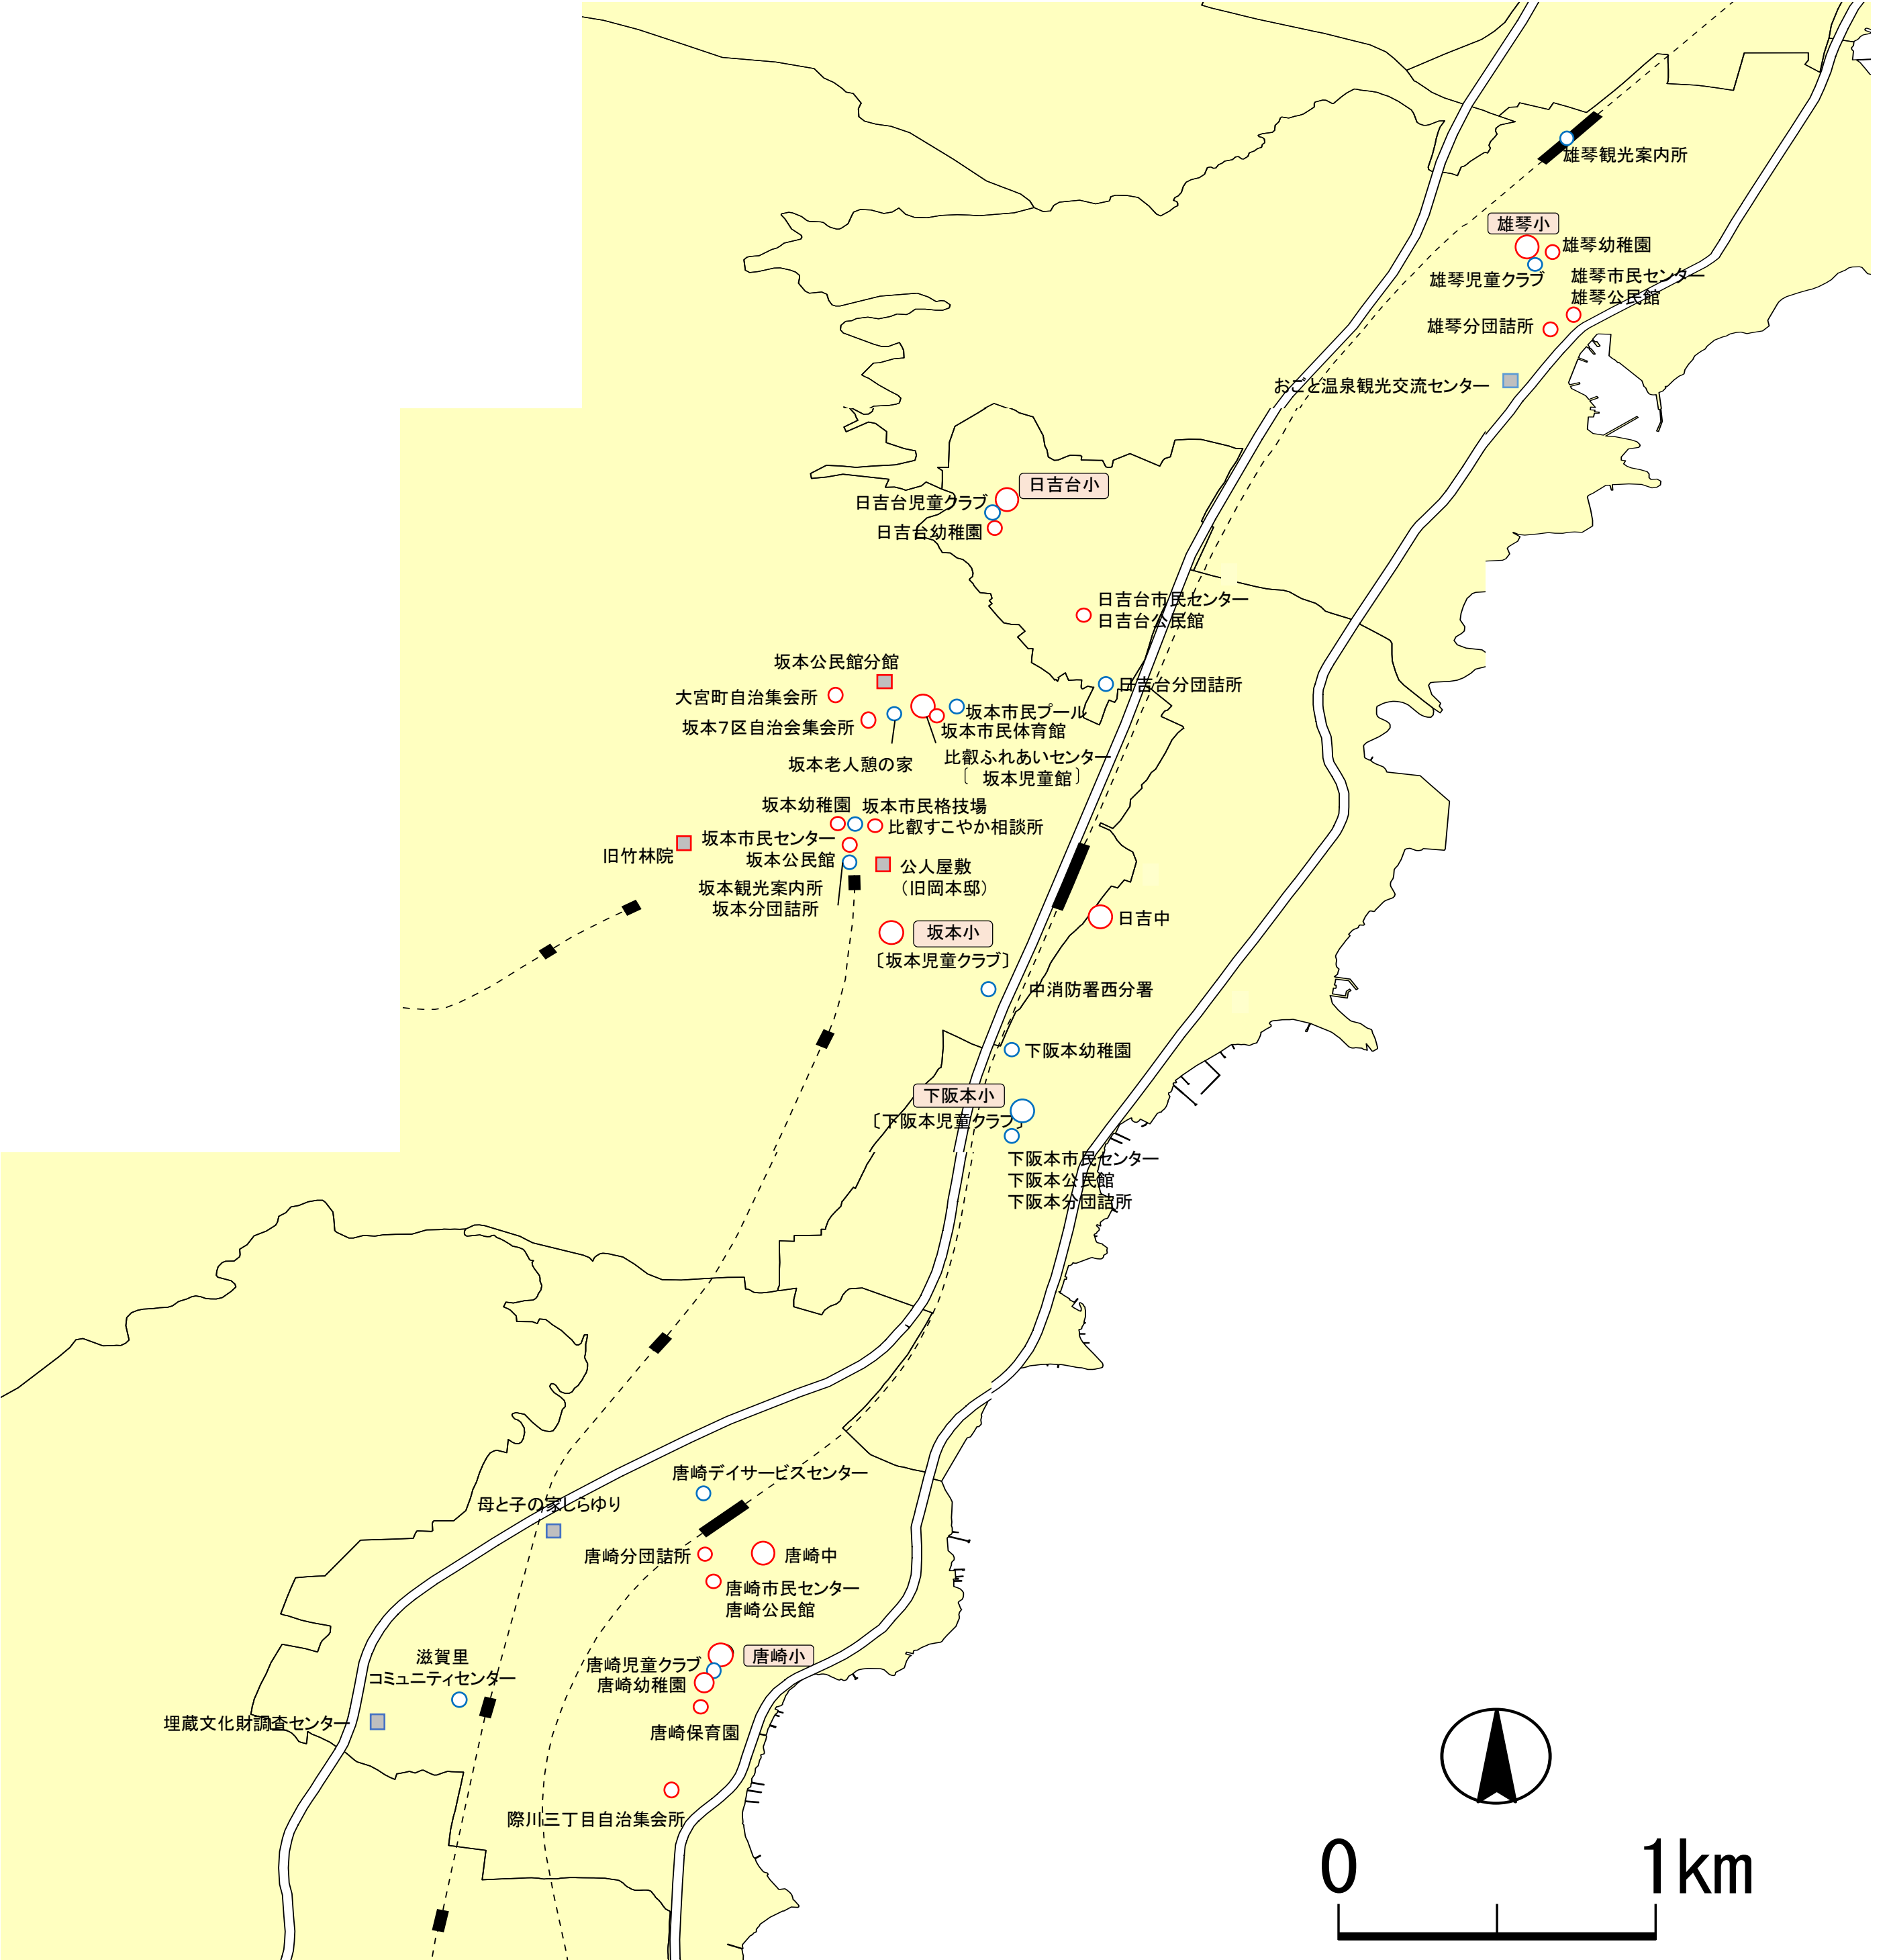 雄琴観光案内所
雄琴小
雄琴幼稚園
雄琴児童クラブ
雄琴市民センター
雄琴公民館
雄琴分団詰所
おごと温泉観光交流センター
日吉台小
日吉台児童クラブ
日吉台幼稚園
日吉台市民センター
日吉台公民館
坂本公民館分館
日吉台分団詰所
大宮町自治集会所
坂本市民プール
坂本7区自治会集会所
坂本市民体育館
坂本老人憩の家
比叡ふれあいセンター
〔 坂本児童館〕
坂本幼稚園
坂本市民格技場
比叡すこやか相談所
坂本市民センター
坂本公民館
旧竹林院
公人屋敷
（旧岡本邸）
坂本観光案内所
坂本分団詰所
日吉中
坂本小
〔坂本児童クラブ〕
中消防署西分署
下阪本幼稚園
下阪本小
〔下阪本児童クラブ〕
下阪本市民センター
下阪本公民館
下阪本分団詰所
唐崎デイサービスセンター
母と子の家しらゆり
唐崎分団詰所
唐崎中
唐崎市民センター
唐崎公民館
唐崎小
唐崎児童クラブ
唐崎幼稚園
滋賀里
コミュニティセンター
埋蔵文化財調査センター
唐崎保育園
際川三丁目自治集会所
0 1km